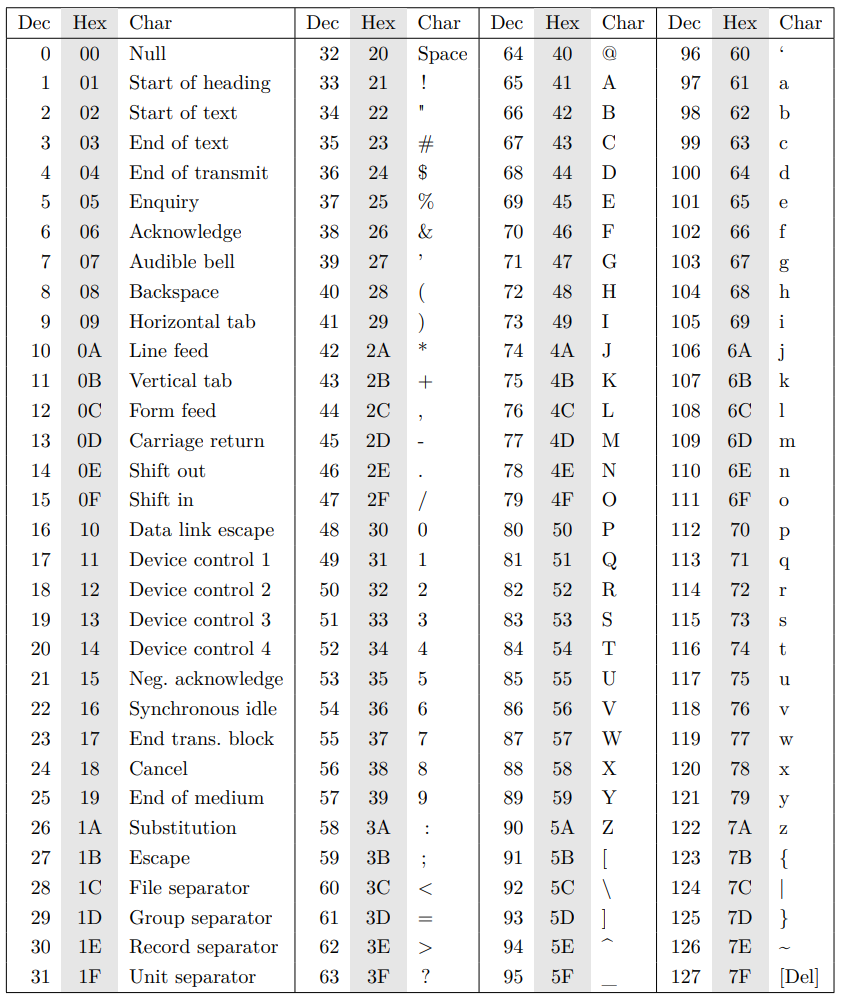 Dec Hex Char Dec Hex Char Dec Hex Char Dec Hex Char
0 00 Null 32 20 Space 64 40 @ 96 60 ‘
1 01 Start of heading 33 21 ! 65 41 A 97 61 a
2 02 Start of text 34 22 " 66 42 B 98 62 b
3 03 End of text 35 23 # 67 43 C 99 63 c
4 04 End of transmit 36 24 $ 68 44 D 100 64 d
5 05 Enquiry 37 25 % 69 45 E 101 65 e
6 06 Acknowledge 38 26 & 70 46 F 102 66 f
7 07 Audible bell 39 27 ’ 71 47 G 103 67 g
8 08 Backspace 40 28 ( 72 48 H 104 68 h
9 09 Horizontal tab 41 29 ) 73 49 I 105 69 i
10 0A Line feed 42 2A * 74 4A J 106 6A j
11 0B Vertical tab 43 2B + 75 4B K 107 6B k
12 0C Form feed 44 2C , 76 4C L 108 6C l
13 0D Carriage return 45 2D - 77 4D M 109 6D m
14 0E Shift out 46 2E . 78 4E N 110 6E n
15 0F Shift in 47 2F / 79 4F O 111 6F o
16 10 Data link escape 48 30 0 80 50 P 112 70 p
17 11 Device control 1 49 31 1 81 51 Q 113 71 q
18 12 Device control 2 50 32 2 82 52 R 114 72 r
19 13 Device control 3 51 33 3 83 53 S 115 73 s
20 14 Device control 4 52 34 4 84 54 T 116 74 t
21 15 Neg. acknowledge 53 35 5 85 55 U 117 75 u
22 16 Synchronous idle 54 36 6 86 56 V 118 76 v
23 17 End trans. block 55 37 7 87 57 W 119 77 w
24 18 Cancel 56 38 8 88 58 X 120 78 x
25 19 End of medium 57 39 9 89 59 Y 121 79 y
26 1A Substitution 58 3A : 90 5A Z 122 7A z
27 1B Escape 59 3B ; 91 5B [ 123 7B {
28 1C File separator 60 3C < 92 5C \ 124 7C |
29 1D Group separator 61 3D = 93 5D ] 125 7D }
30 1E Record separator 62 3E > 94 5E ^ 126 7E ~
31 1F Unit separator 63 3F ? 95 5F _ 127 7F [Del]